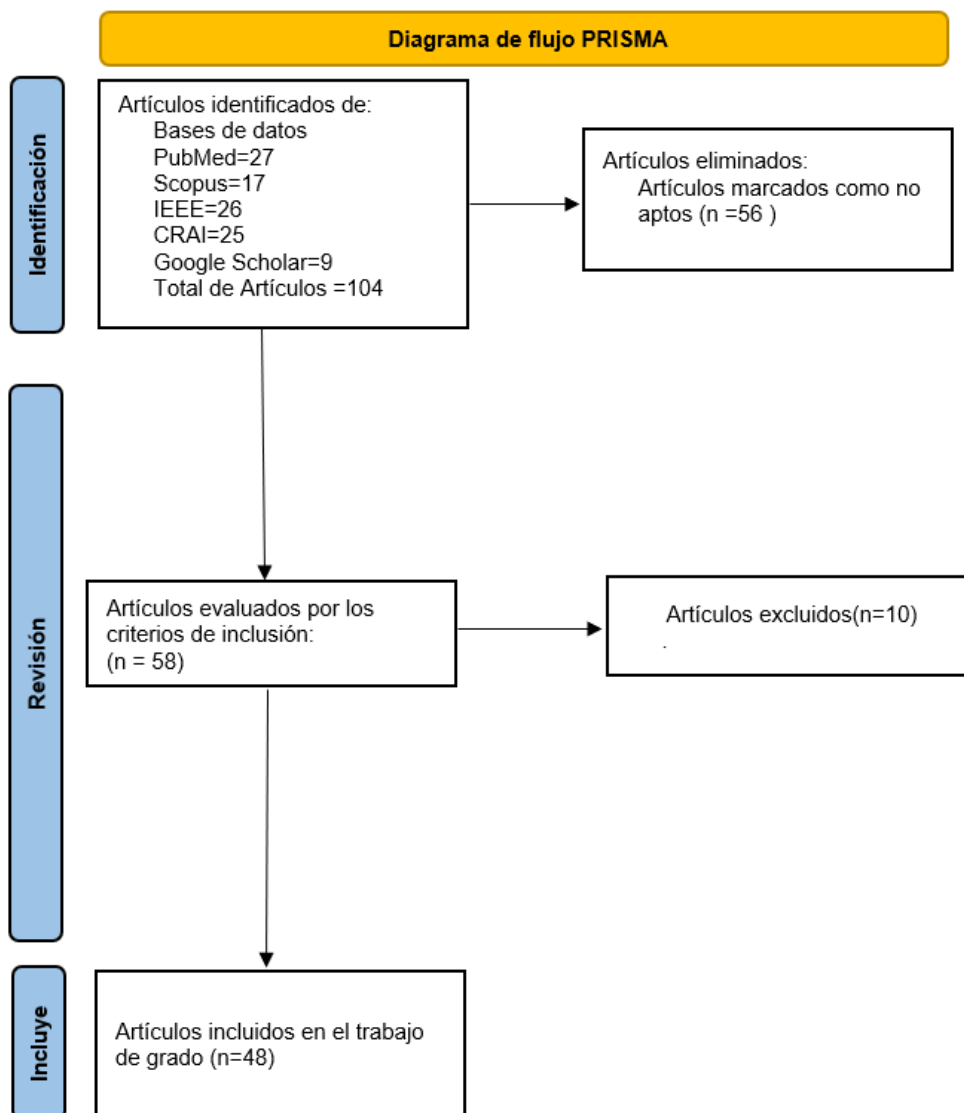 Diagrama de flujo PRISMA
Identificación
Artículos identificados de:
Bases de datos
PubMed=27
Scopus=17
IEEE=26
CRAI=25
Google Scholar=9
Total de Artículos =104
Artículos eliminados:
Artículos marcados como no
aptos (n =56 )
Revisión
Artículos evaluados por los
criterios de inclusión:
(n = 58)
Artículos excluidos(n=10)
.
Incluye
Artículos incluidos en el trabajo
de grado (n=48)